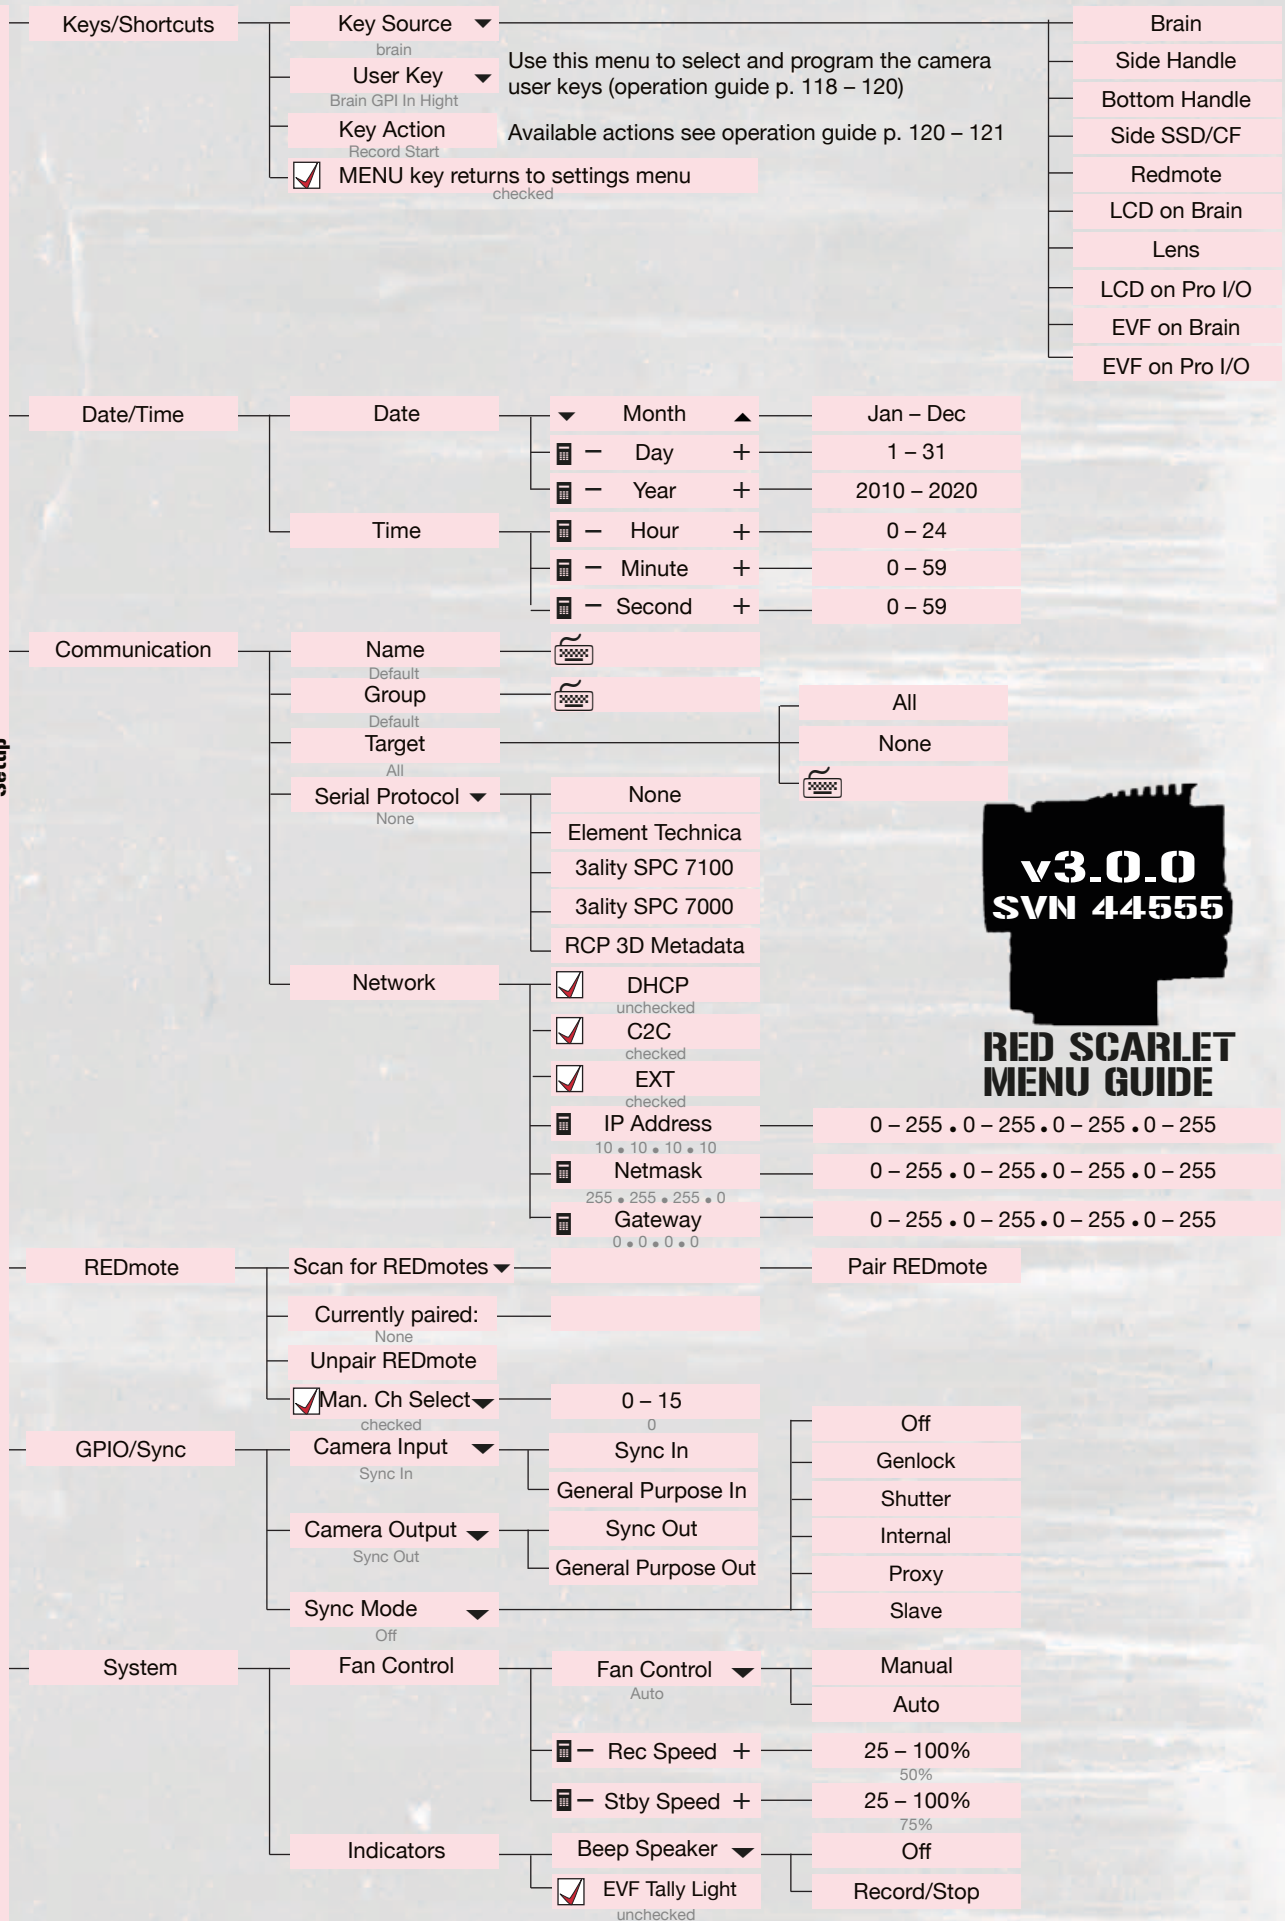 Keys/Shortcuts
Key Source
brain
User Key
Brain GPI In Hight
Use this menu to select and program the camera
user keys (operation guide p. 118 – 120)
Key Action
Record Start
Available actions see operation guide p. 120 – 121
MENU key returns to settings menu
checked
Brain
Side Handle
Bottom Handle
Side SSD/CF
Redmote
LCD on Brain
Lens
LCD on Pro I/O
EVF on Brain
EVF on Pro I/O
Date/Time
Date
Month
Jan – Dec
– Day +
1 – 31
– Year +
2010 – 2020
Time
– Hour +
0 – 24
– Minute +
0 – 59
– Second +
0 – 59
Setup
Communication
Name
Default
Group
Default
Target
All
All
None
Serial Protocol
None
None
Element Technica
3ality SPC 7100
3ality SPC 7000
RCP 3D Metadata
v3.0.0
SVN 44555
RED SCARLET
MENU GUIDE
Network
DHCP
unchecked
C2C
checked
EXT
checked
IP Address
10 • 10 • 10 • 10
0 – 255 • 0 – 255 • 0 – 255 • 0 – 255
Netmask
255 • 255 • 255 • 0
0 – 255 • 0 – 255 • 0 – 255 • 0 – 255
Gateway
0 • 0 • 0 • 0
0 – 255 • 0 – 255 • 0 – 255 • 0 – 255
REDmote
Scan for REDmotes
Pair REDmote
Currently paired:
None
Unpair REDmote
Man. Ch Select
checked
0 – 15
0
GPIO/Sync
Camera Input
Sync In
Sync In
General Purpose In
Camera Output
Sync Out
Sync Out
General Purpose Out
Sync Mode
Off
Off
Genlock
Shutter
Internal
Proxy
Slave
System
Fan Control
Fan Control
Auto
Manual
Auto
– Rec Speed +
25 – 100%
50%
– Stby Speed +
25 – 100%
75%
Indicators
Beep Speaker
Off
Record/Stop
EVF Tally Light
unchecked